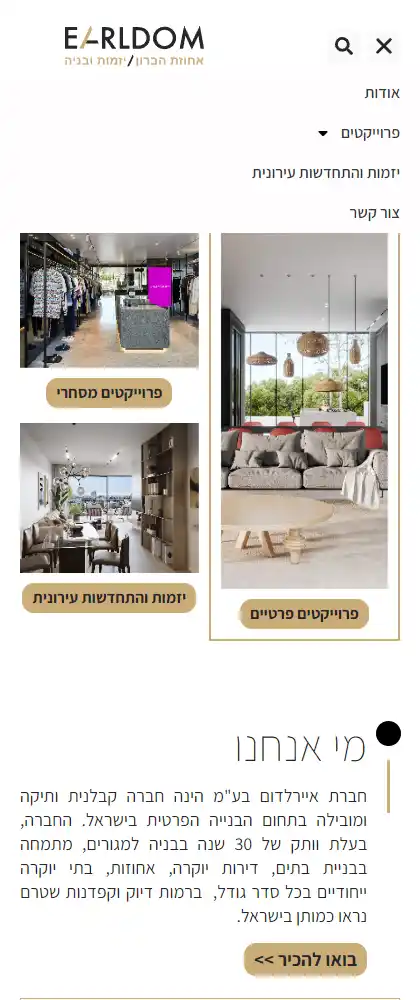 EARLDOM
אחוזת הברון/יזמות ובניה
אודות
פרוייקטים
יזמות והתחדשות עירונית
צור קשר
פרוייקטים מסחרי
יזמות והתחדשות עירונית
פרוייקטים פרטיים
מי אנחנו
חברת איירלדום בע"מ הינה חברה קבלנית ותיקה
ומובילה בתחום הבנייה הפרטית בישראל. החברה,
בעלת וותק של 30 שנה בבניה למגורים, מתמחה
בבניית בתים, דירות יוקרה, אחוזות, בתי יוקרה
ייחודיים בכל סדר גודל, ברמות דיוק וקפדנות שטרם
נראו כמותן בישראל.
בואו להכיר >>